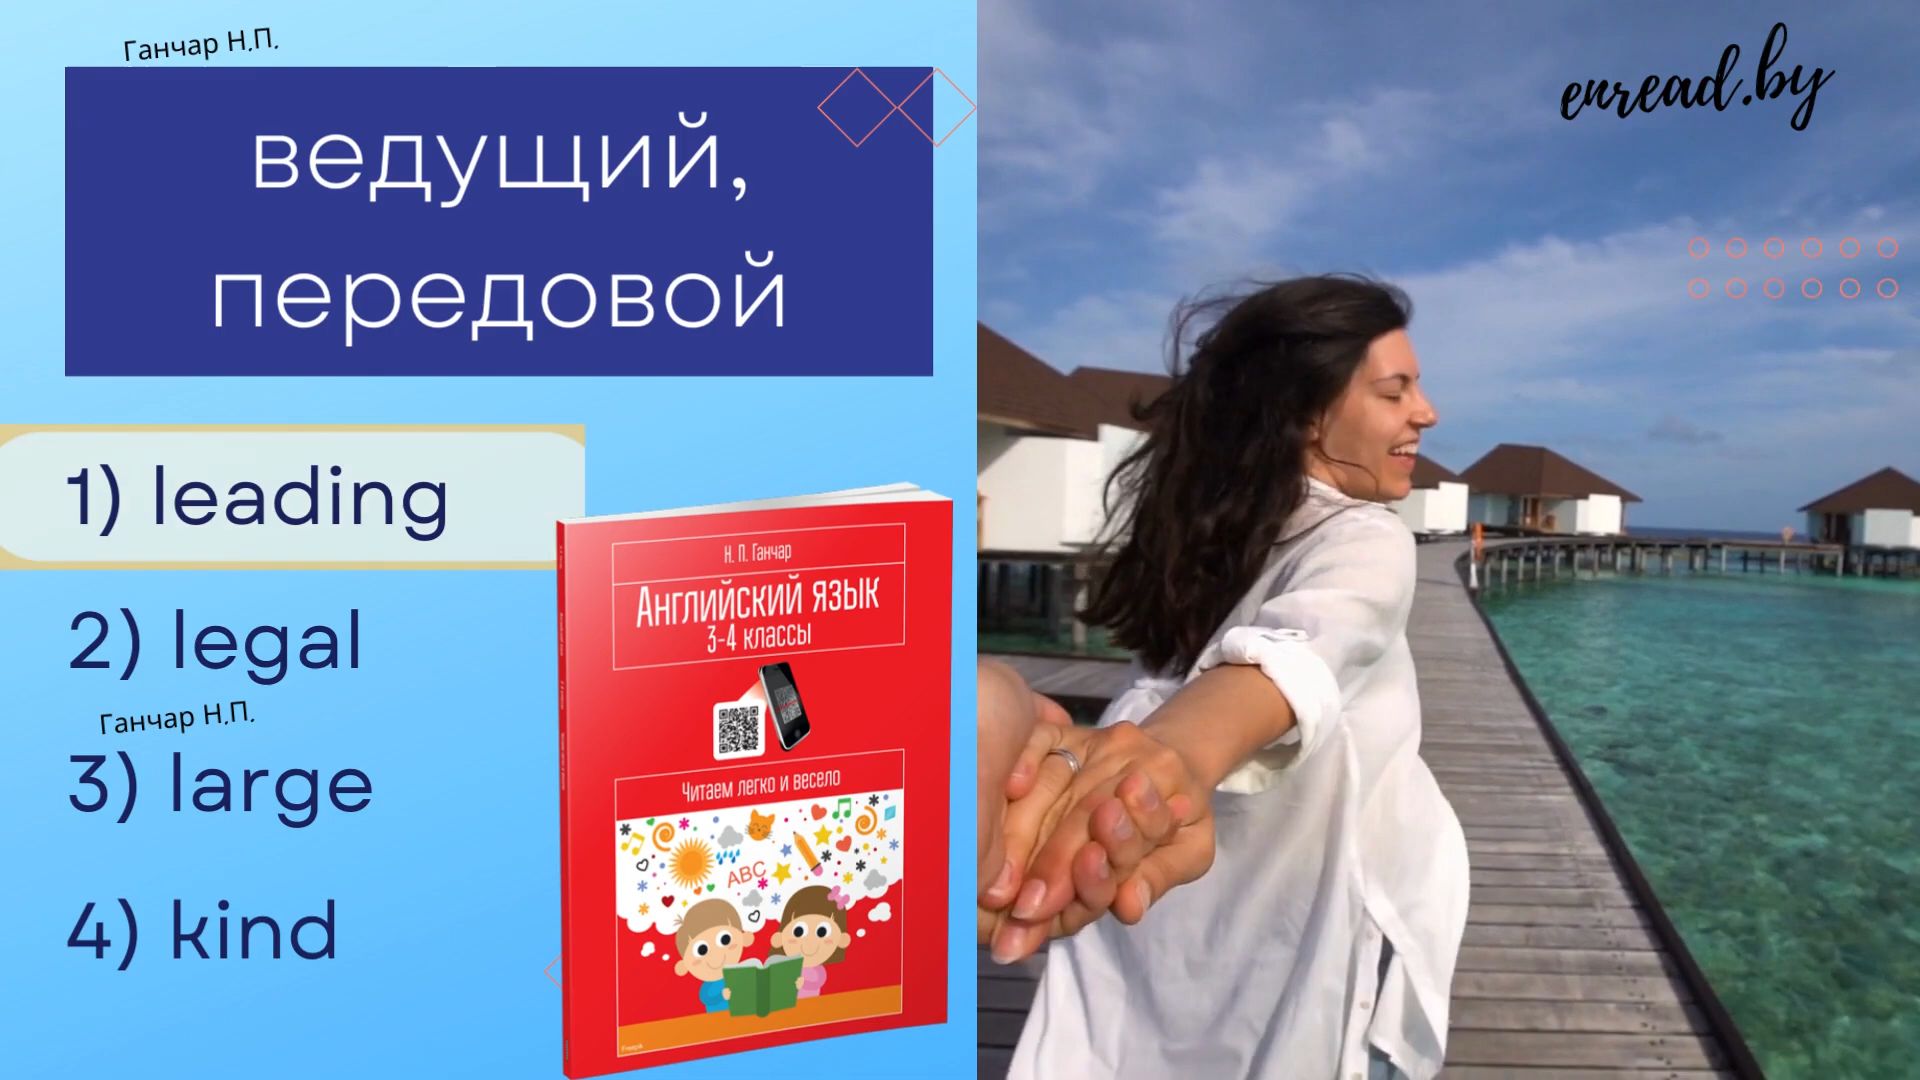 Ганчар Н.П.
ведущий,
передовой
1) leading
2) legal
Ганчар Н.П.
3) large
4) kind
Н. П. Ганчар
Английский язык
3-4 классы
Читаем легко и весело
ABC
Freepik
enread.by